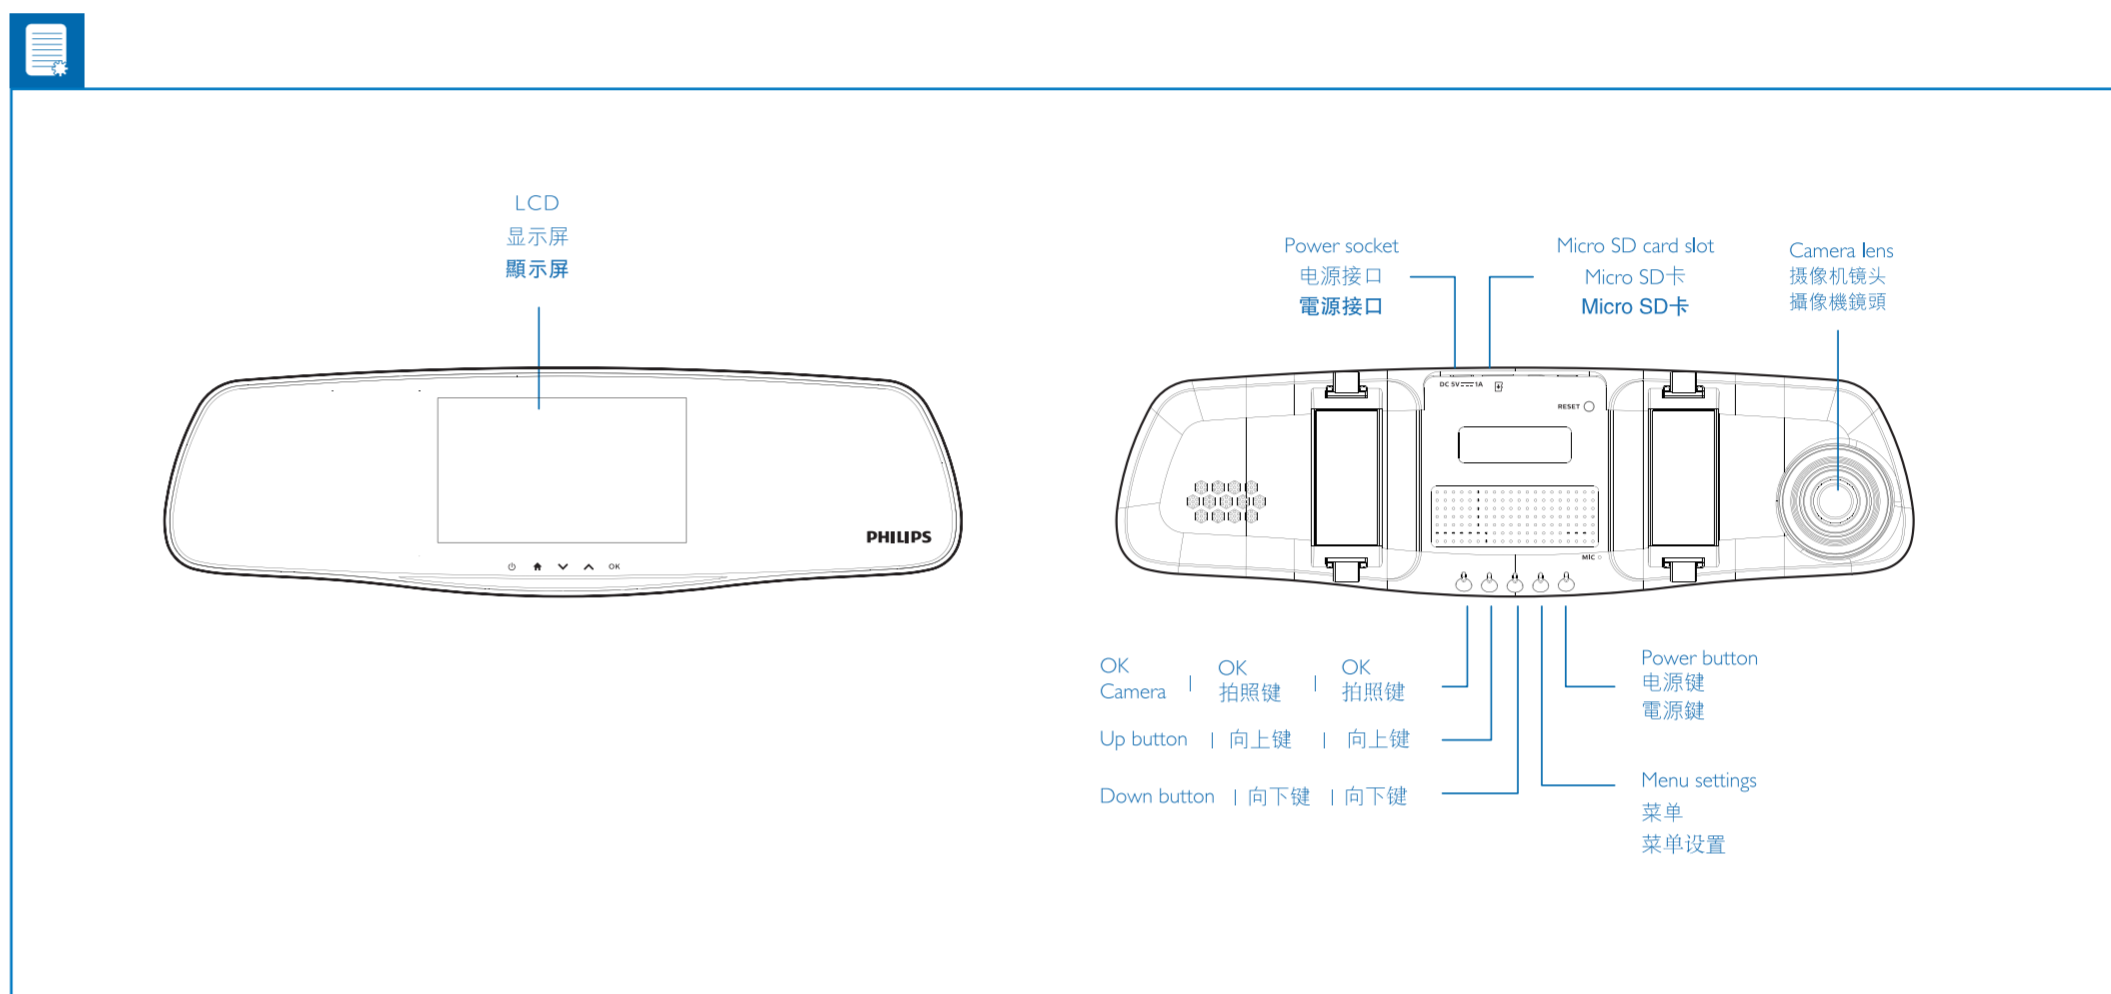 LCD
显示屏
顯示屏
PHILIPS
OK
Power socket
电源接口
電源接口
Micro SD card slot
Micro SD卡
Micro SD卡
Camera lens
摄像机镜头
攝像機鏡頭
DC 5V 1A
RESET
MIC
OK | OK | OK
Camera 拍照键 拍照键
Up button | 向上键 | 向上键
Down button | 向下键 | 向下键
Power button
电源键
電源鍵
Menu settings
菜单
菜单设置